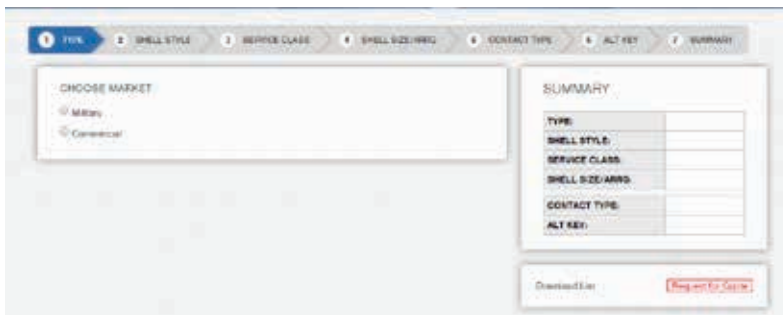 1 TYPE 2 SHELL STYLE 3 SERVICE CLASS 4 SHELL SIZE/ARRG 5 CONTACT TYPE 6 ALT KEY 7 SUMMARY
CHOOSE MARKET
Military
Commercial
SUMMARY
TYPE:
SHELL STYLE:
SERVICE CLASS:
SHELL SIZE/ARRG:
CONTACT TYPE:
ALT KEY:
Download List Request for Quote